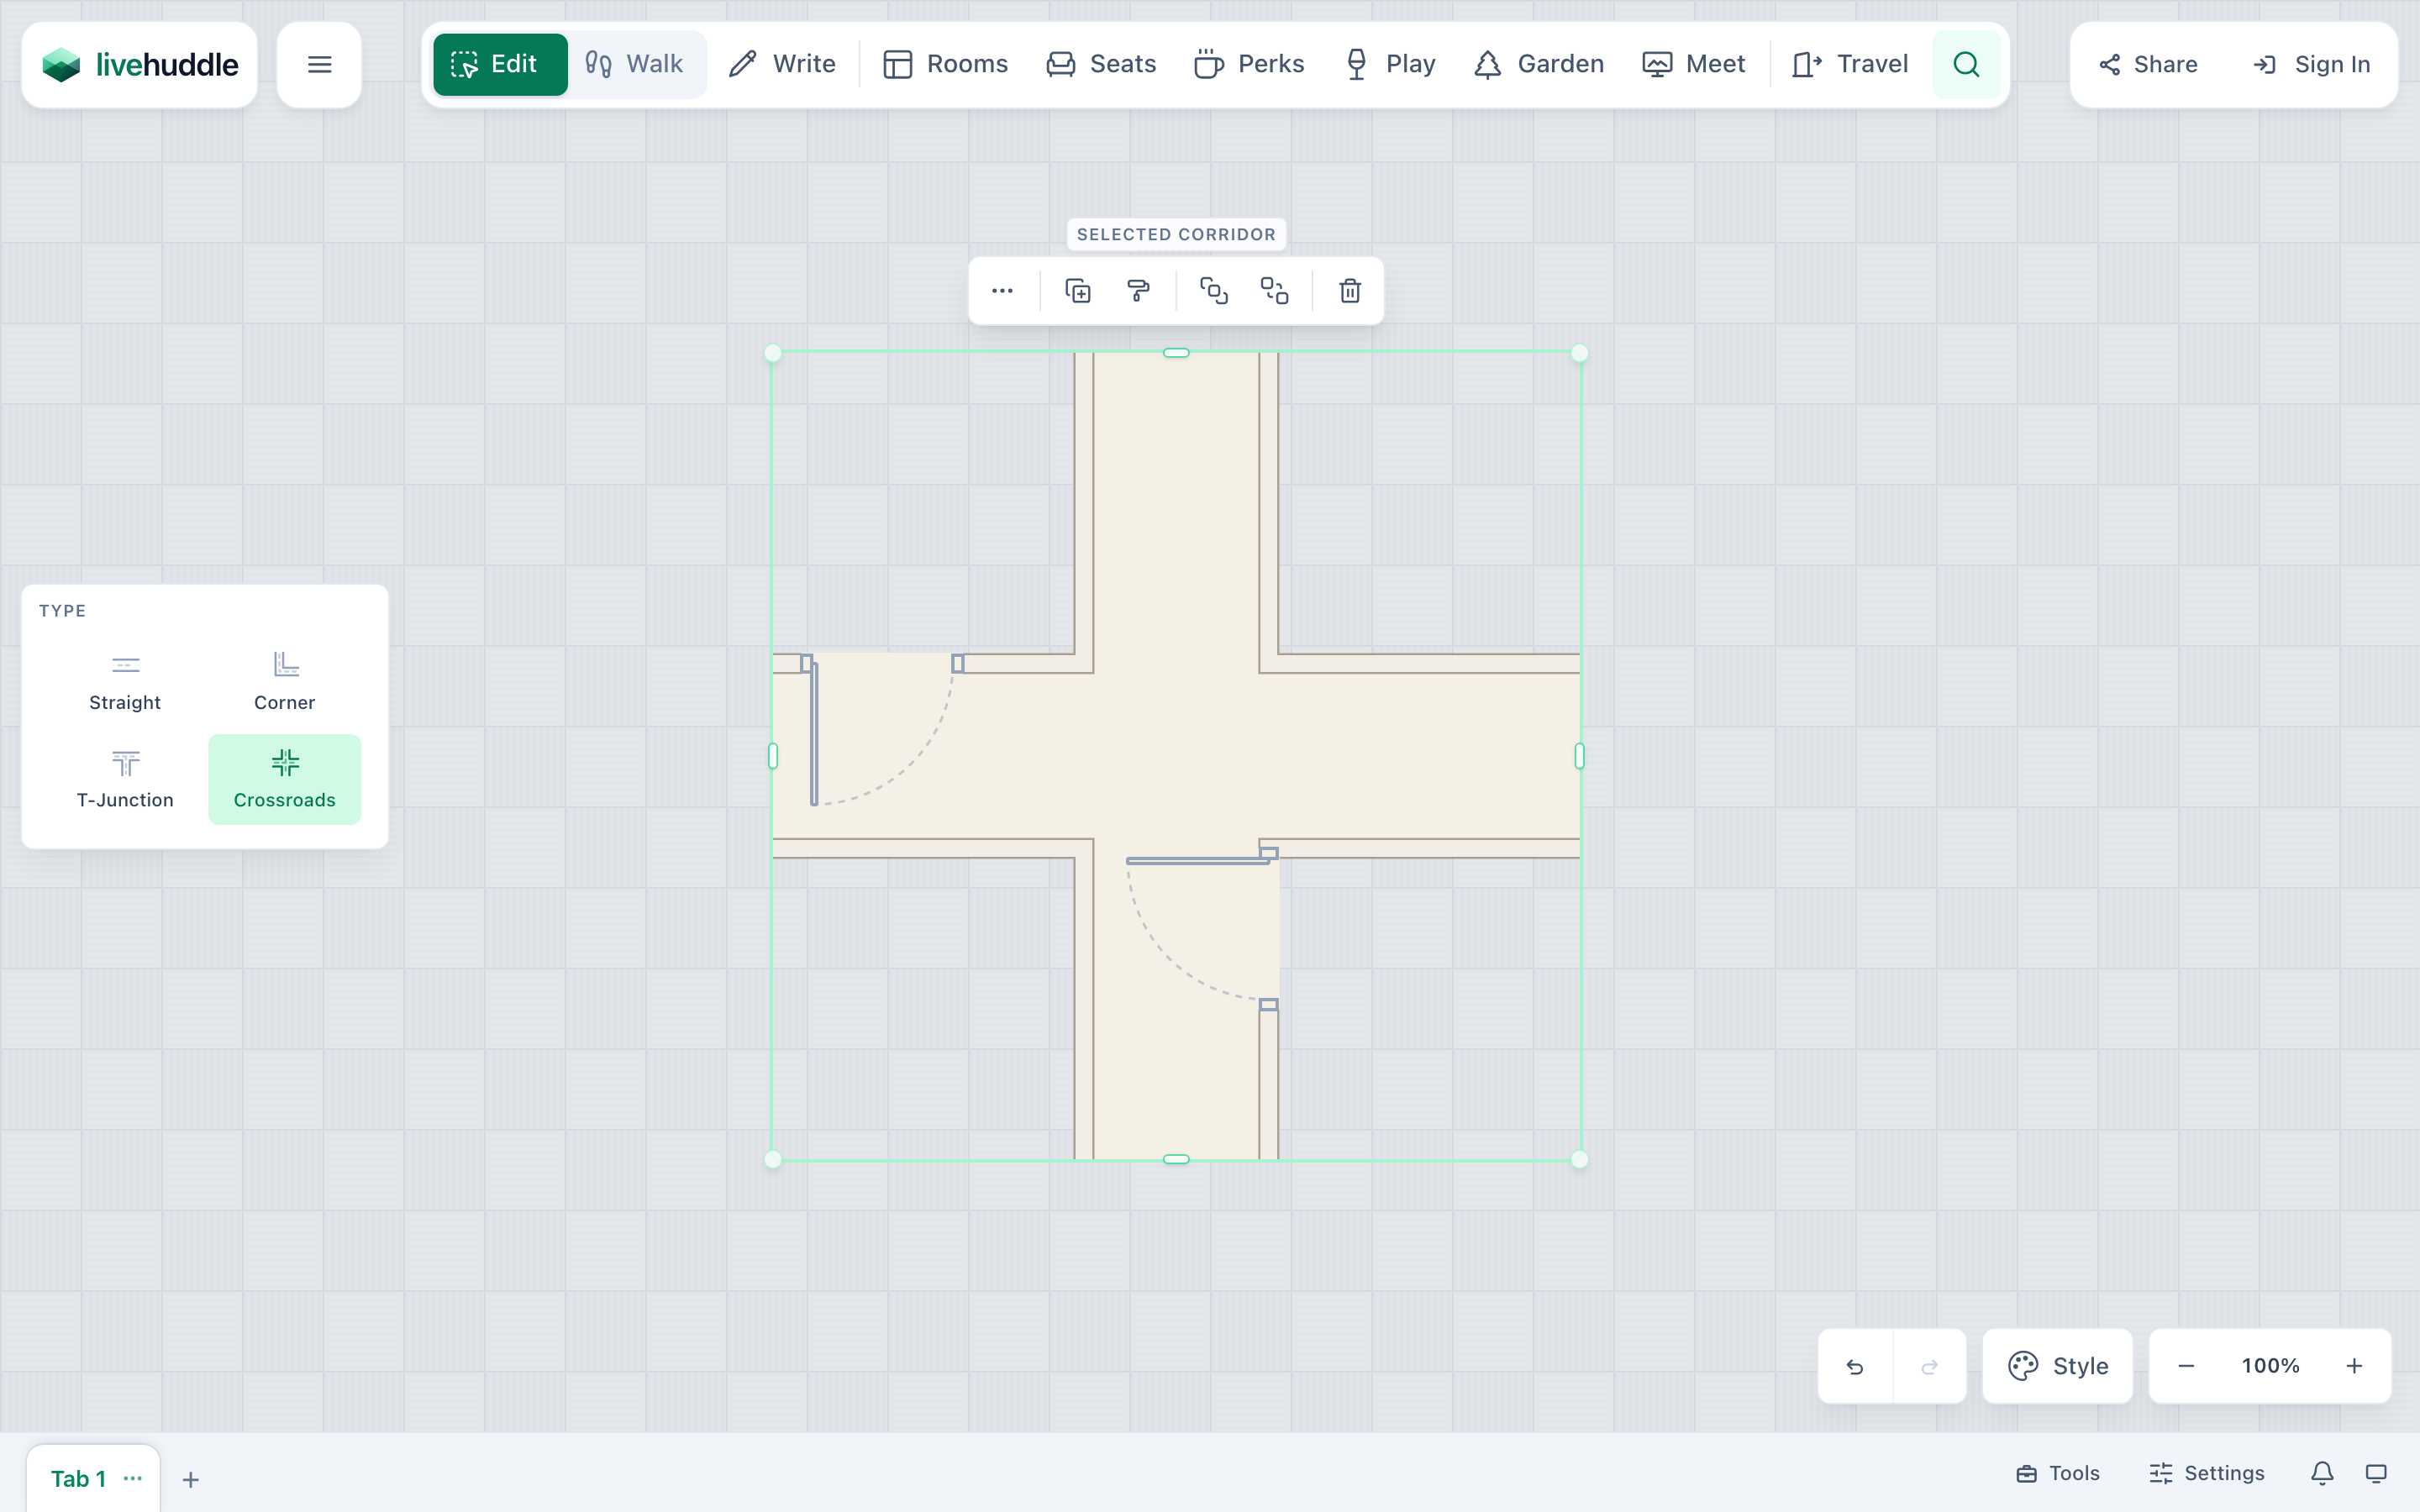 livehuddle
Edit
Walk
Write
Rooms
Seats
Perks
Play
Garden
Meet
Travel
Share
Sign In
SELECTED CORRIDOR
TYPE
Straight
Corner
T-Junction
Crossroads
Style
100%
Tab 1
Tools
Settings